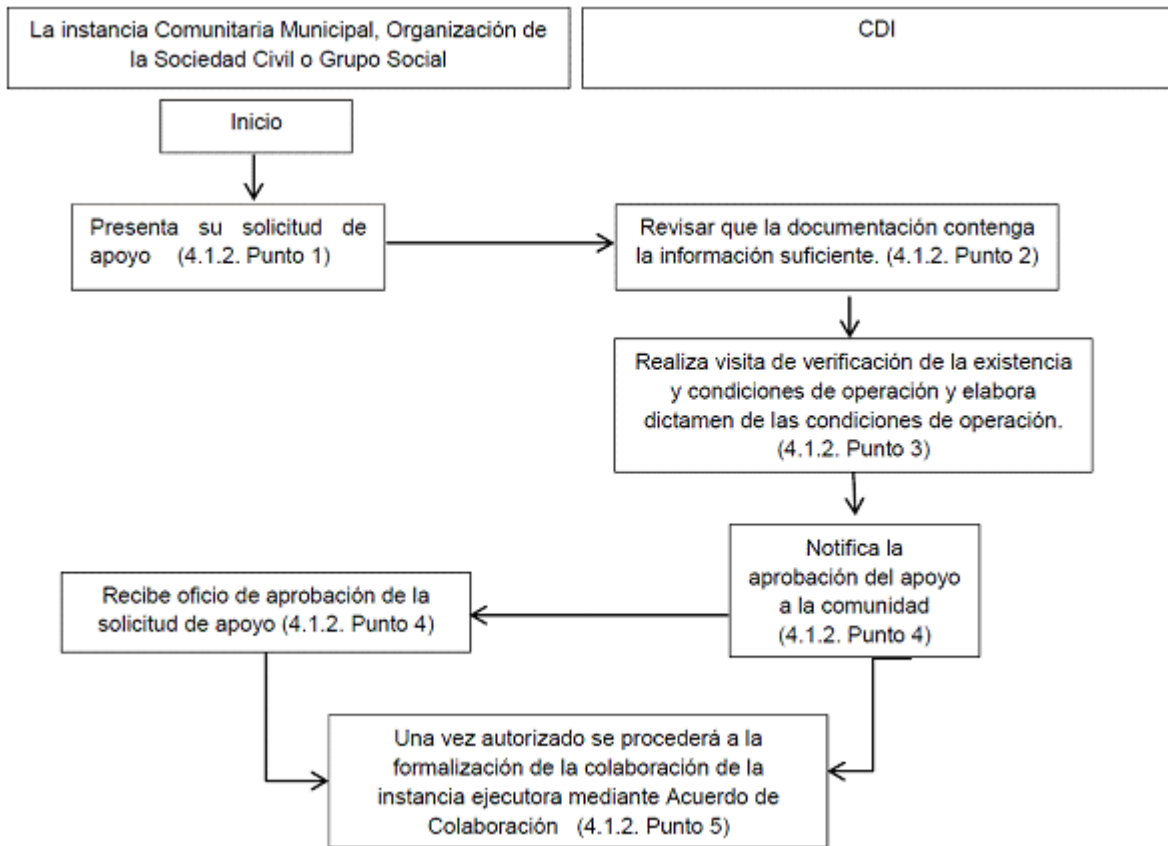 La instancia Comunitaria Municipal, Organización de
la Sociedad Civil o Grupo Social
CDI
Inicio
Presenta su solicitud de
apoyo (4.1.2. Punto 1)
Revisar que la documentación contenga
la información suficiente. (4.1.2. Punto 2)
Realiza visita de verificación de la existencia
y condiciones de operación y elabora
dictamen de las condiciones de operación.
(4.1.2. Punto 3)
Notifica la
aprobación del apoyo
a la comunidad
(4.1.2. Punto 4)
Recibe oficio de aprobación de la
solicitud de apoyo (4.1.2. Punto 4)
Una vez autorizado se procederá a la
formalización de la colaboración de la
instancia ejecutora mediante Acuerdo de
Colaboración (4.1.2. Punto 5)